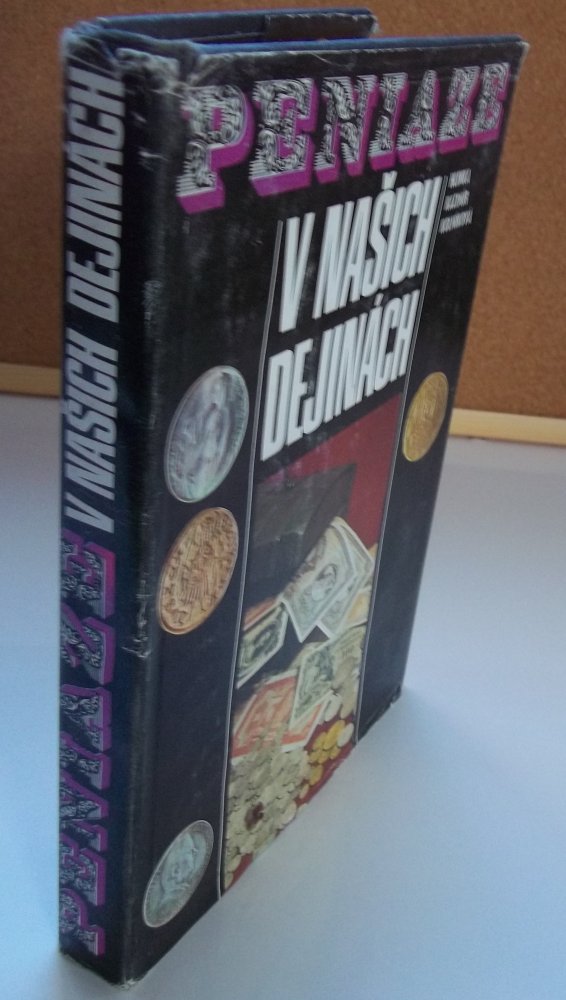 PENIAZE
V NAŠICH
DEJINÁCH
PENIAZE V NAŠICH DEJINÁCH